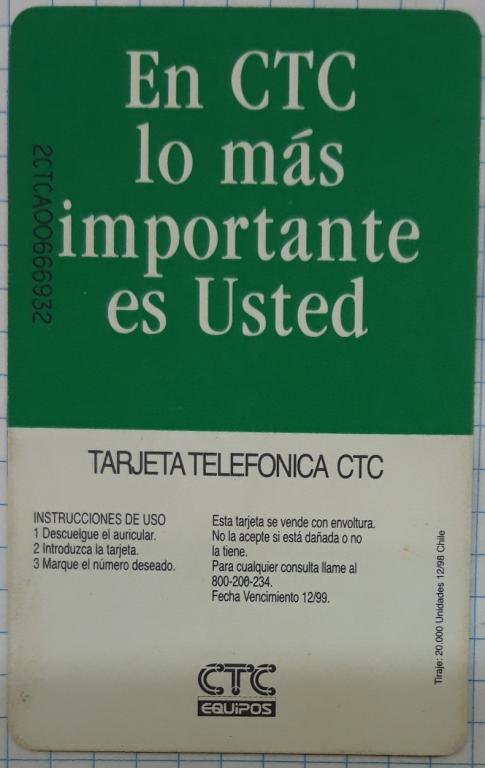 En CTC
lo más
importante
es Usted
2CTCA00666932
TARJETA TELEFONICA CTC
INSTRUCCIONES DE USO
1 Descuelgue el auricular.
2 Introduzca la tarjeta.
3 Marque el número deseado.
Esta tarjeta se vende con envoltura.
No la acepte si está dañada o no
la tiene.
Para cualquier consulta llame al
800-200-234.
Fecha Vencimiento 12/99.
Tiraje: 20.000 Unidades 12/98 Chile
CTC
EQUIPOS